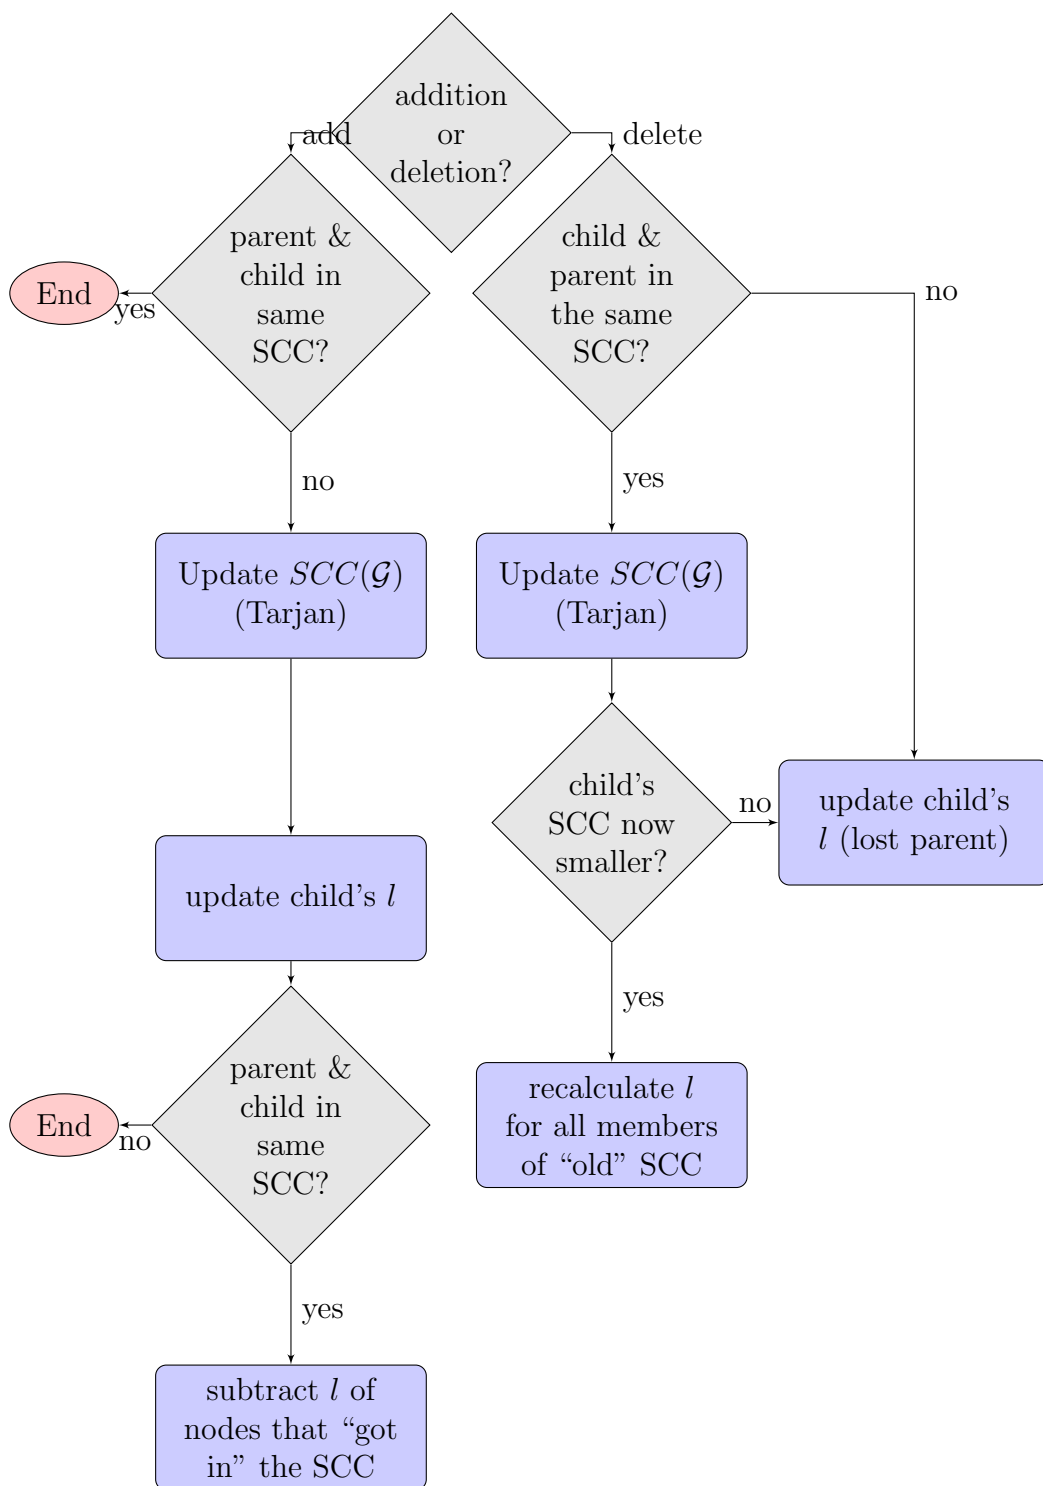 addition
or
deletion?
add
delete
parent &
child in
same
SCC?
child &
parent in
the same
SCC?
End
yes
no
no
yes
Update SCC(𝒢)
(Tarjan)
Update SCC(𝒢)
(Tarjan)
child's
SCC now
smaller?
no
update child's
l (lost parent)
update child's l
yes
parent &
child in
same
SCC?
recalculate l
for all members
of “old” SCC
End
no
yes
subtract l of
nodes that “got
in” the SCC